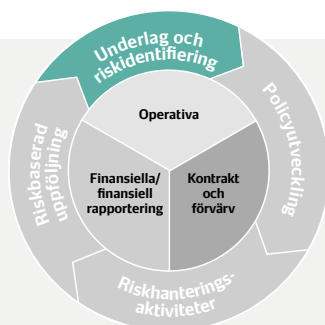 Underlag och
riskidentifiering
Policyutveckling
Riskhanterings-
aktiviteter
Riskbaserad
uppföljning
Operativa
Finansiella/
finansiell
rapportering
Kontrakt
och
förvärv